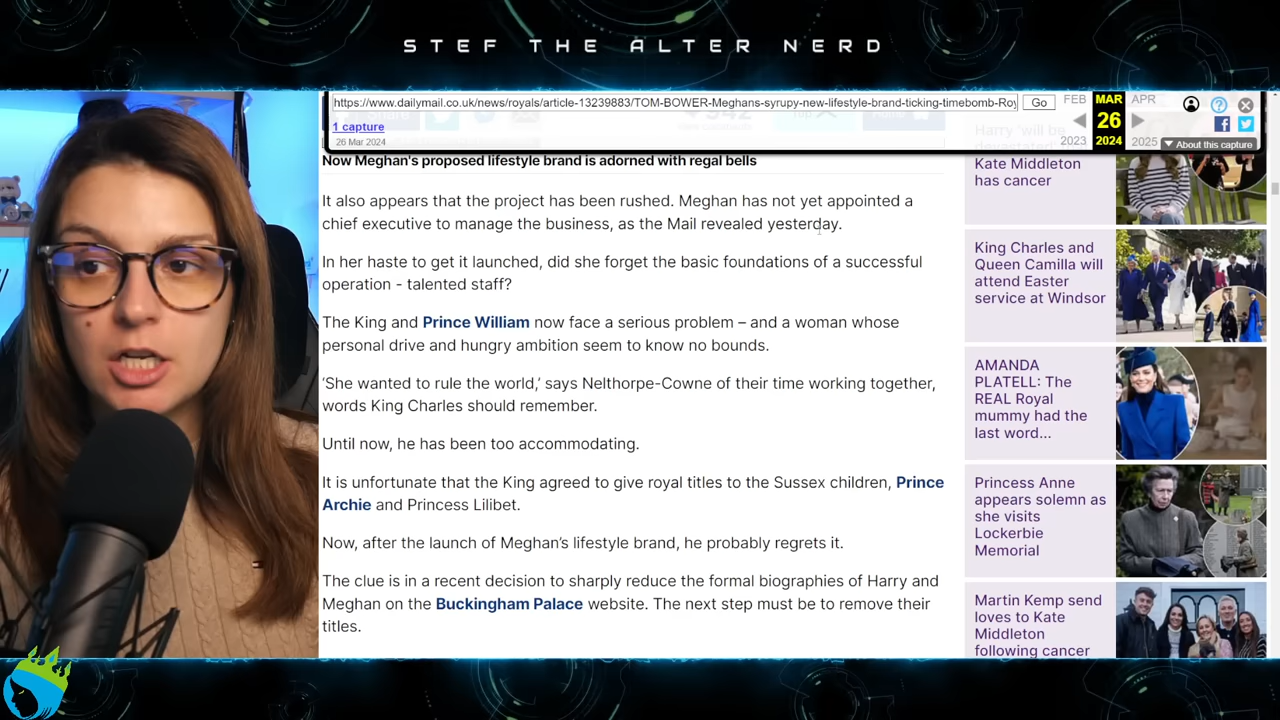 STEF THE ALTER NERD
https://www.dailymail.co.uk/news/royals/article-13239883/TOM-BOWER-Meghans-syrupy-new-lifestyle-brand-ticking-timebomb-Ro
Go
FEB
MAR
APR
1 capture
26
26 Mar 2024
2023
2024
2025
About this capture
Now Meghan's proposed lifestyle brand is adorned with regal bells
It also appears that the project has been rushed. Meghan has not yet appointed a
chief executive to manage the business, as the Mail revealed yesterday.
In her haste to get it launched, did she forget the basic foundations of a successful
operation - talented staff?
The King and Prince William now face a serious problem – and a woman whose
personal drive and hungry ambition seem to know no bounds.
‘She wanted to rule the world,’ says Nelthorpe-Cowne of their time working together,
words King Charles should remember.
Until now, he has been too accommodating.
It is unfortunate that the King agreed to give royal titles to the Sussex children, Prince
Archie and Princess Lilibet.
Now, after the launch of Meghan’s lifestyle brand, he probably regrets it.
The clue is in a recent decision to sharply reduce the formal biographies of Harry and
Meghan on the Buckingham Palace website. The next step must be to remove their
titles.
Kate Middleton
has cancer
King Charles and
Queen Camilla will
attend Easter
service at Windsor
AMANDA
PLATELL: The
REAL Royal
mummy had the
last word...
Princess Anne
appears solemn as
she visits
Lockerbie
Memorial
Martin Kemp send
loves to Kate
Middleton
following cancer